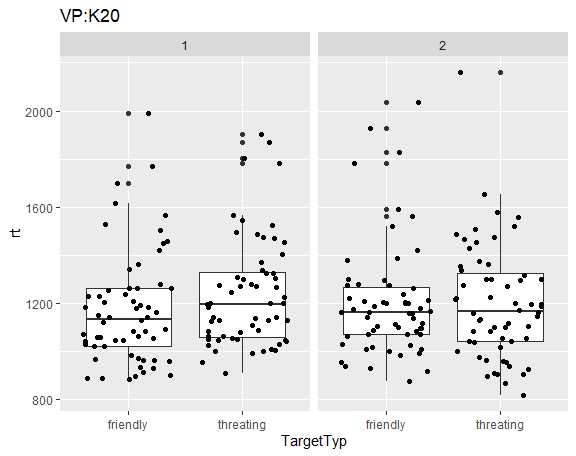 VP:K20
1 2
2000
1600
1200
800
rt
friendly threating friendly threating
TargetTyp